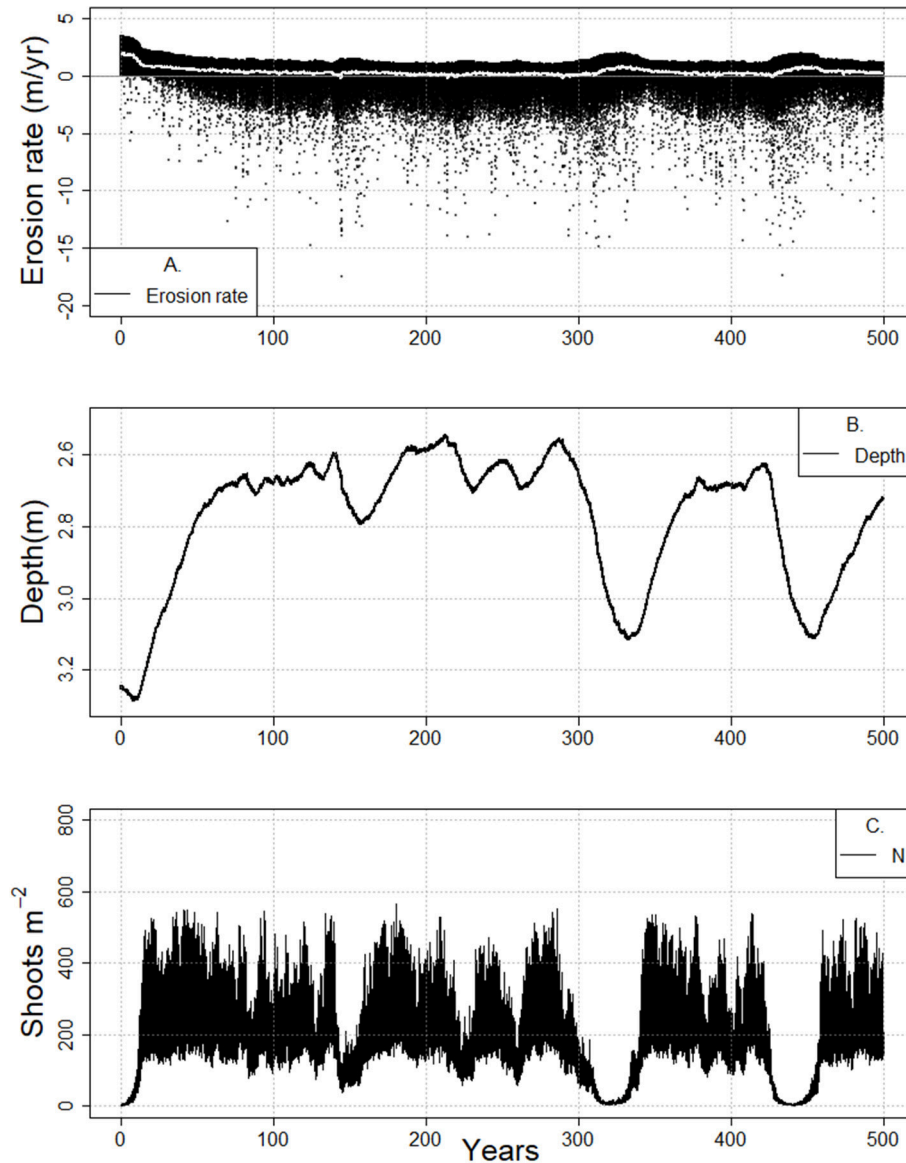 5
0
-5
-10
-15
-20
Erosion rate (m/yr)
A.
Erosion rate
0 100 200 300 400 500
2.6
2.8
3.0
3.2
Depth(m)
B.
Depth
0 100 200 300 400 500
800
600
400
200
0
Shoots m⁻²
C.
N
0 100 200 300 400 500
Years